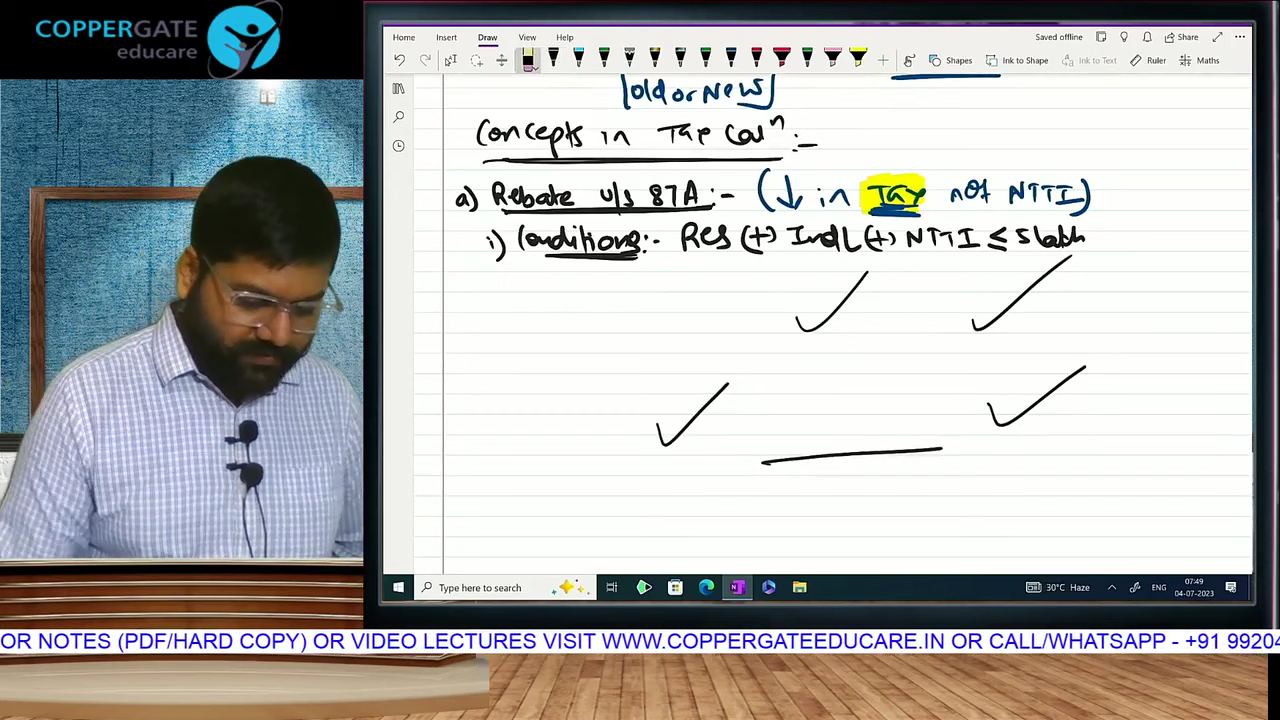 COPPERGATE
educare
Home Insert Draw View Help
Saved offline
Share
Shapes Ink to Shape Ink to Text Ruler Maths
[old or New]
Concepts in Tax Calⁿ:-
a) Rebate u/s 87A:- (↓ in Tax not NTTI)
i) Conditions:- Res (+) Indl (+) NTTI ≤ 5 lakh
Type here to search
30°C Haze
ENG
07:49
04-07-2023
OR NOTES (PDF/HARD COPY) OR VIDEO LECTURES VISIT WWW.COPPERGATEEDUCARE.IN OR CALL/WHATSAPP - +91 99204